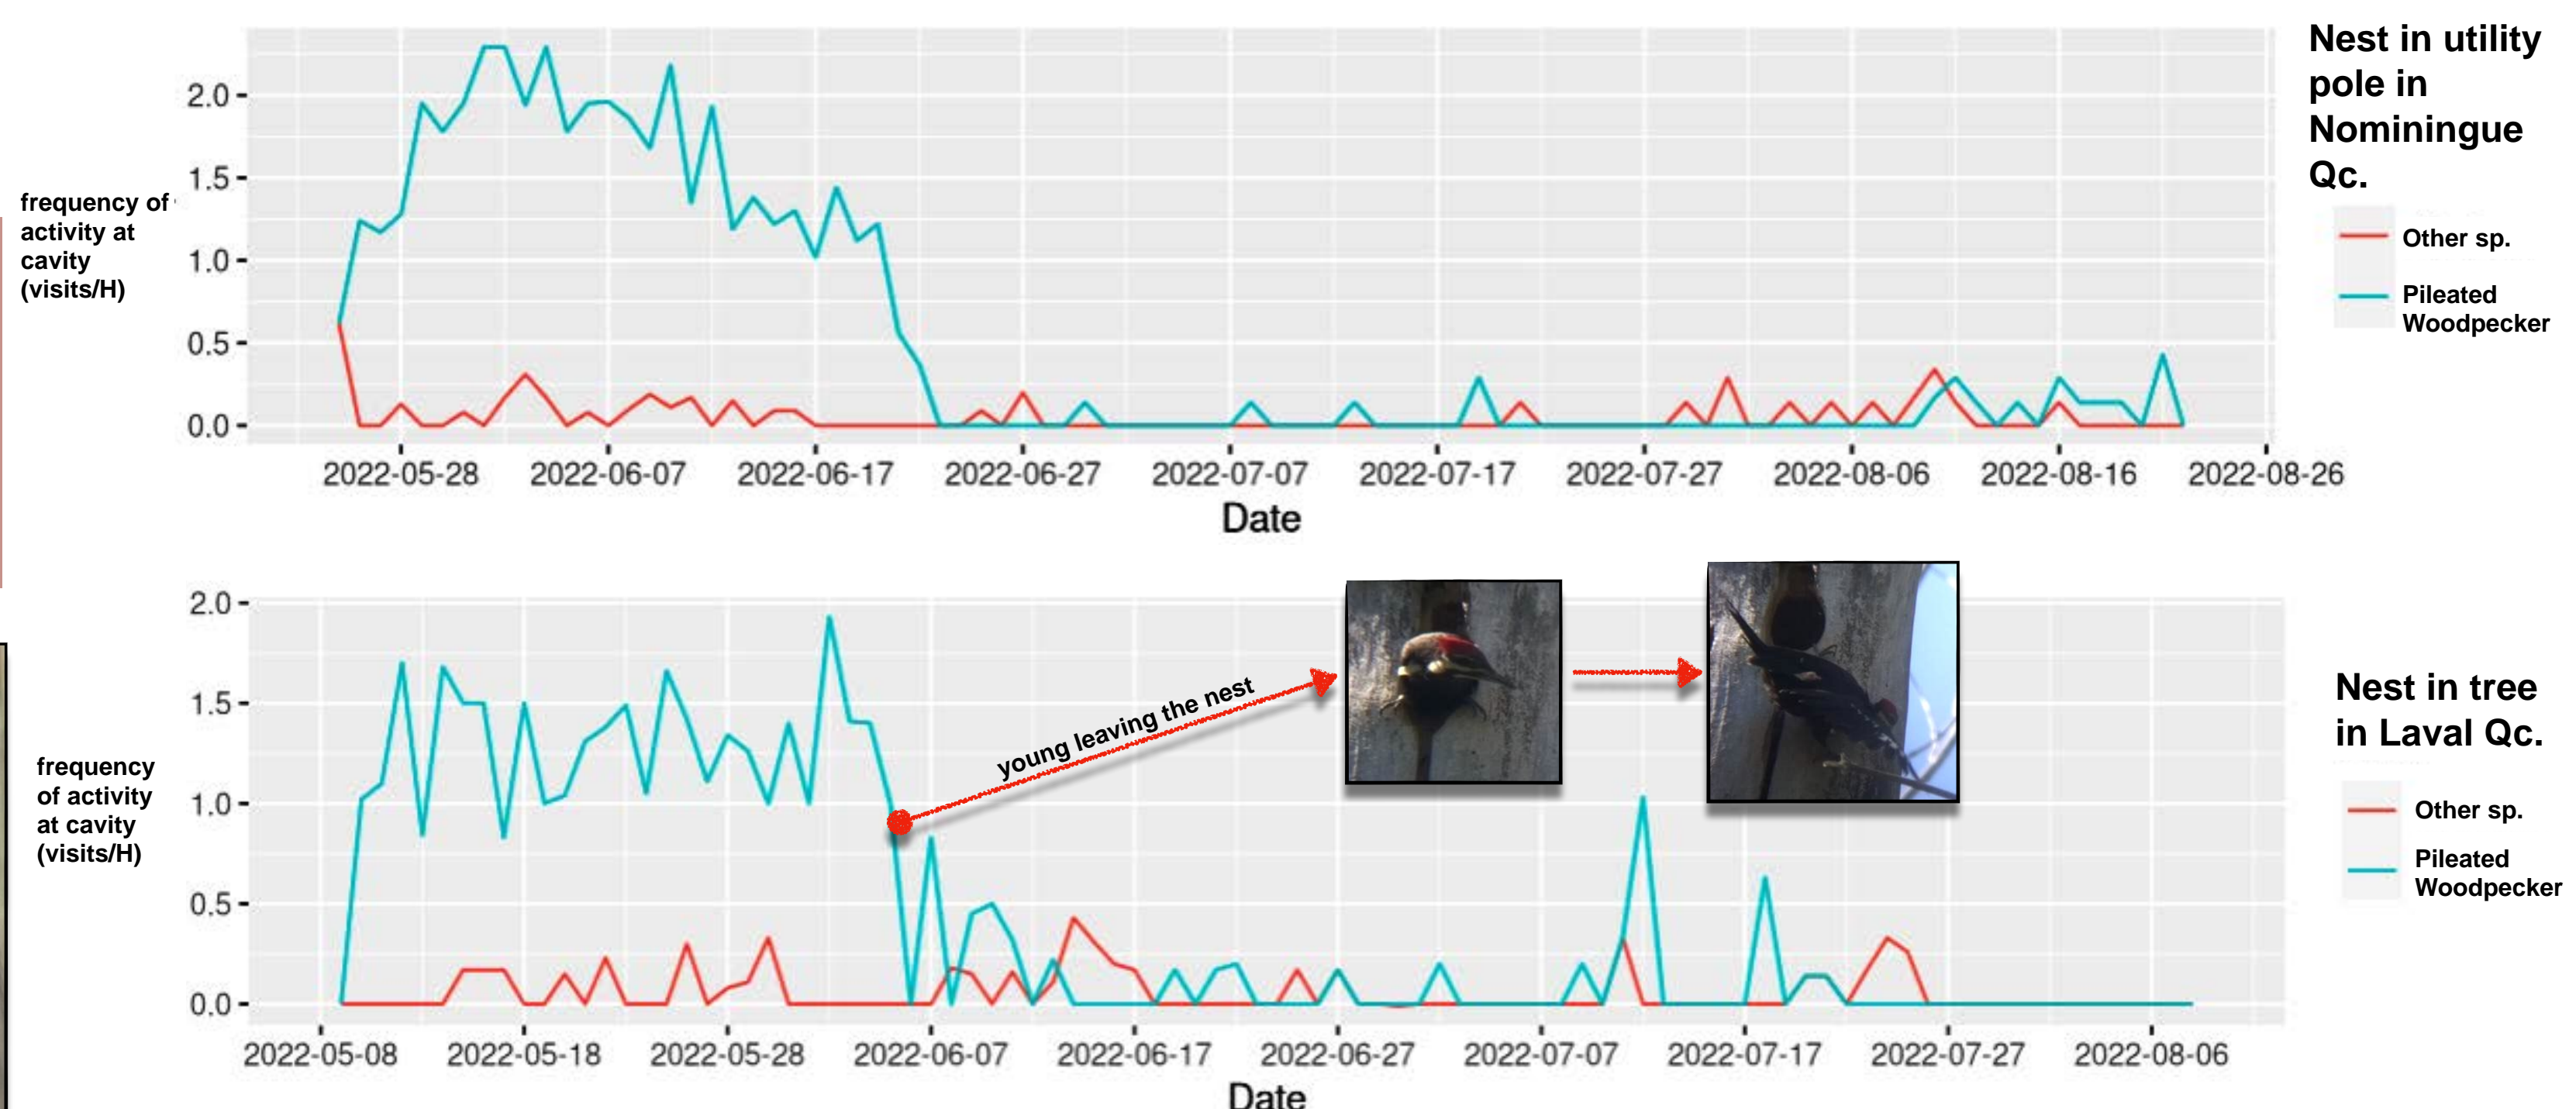 Nest in utility
pole in
Nominingue
Qc.
frequency of
activity at
cavity
(visits/H)
2.0
1.5
1.0
0.5
0.0
Other sp.
Pileated
Woodpecker
2022-05-28 2022-06-07 2022-06-17 2022-06-27 2022-07-07 2022-07-17 2022-07-27 2022-08-06 2022-08-16 2022-08-26
Date
Nest in tree
in Laval Qc.
frequency
of activity
at cavity
(visits/H)
2.0
1.5
1.0
0.5
0.0
young leaving the nest
Other sp.
Pileated
Woodpecker
2022-05-08 2022-05-18 2022-05-28 2022-06-07 2022-06-17 2022-06-27 2022-07-07 2022-07-17 2022-07-27 2022-08-06
Date